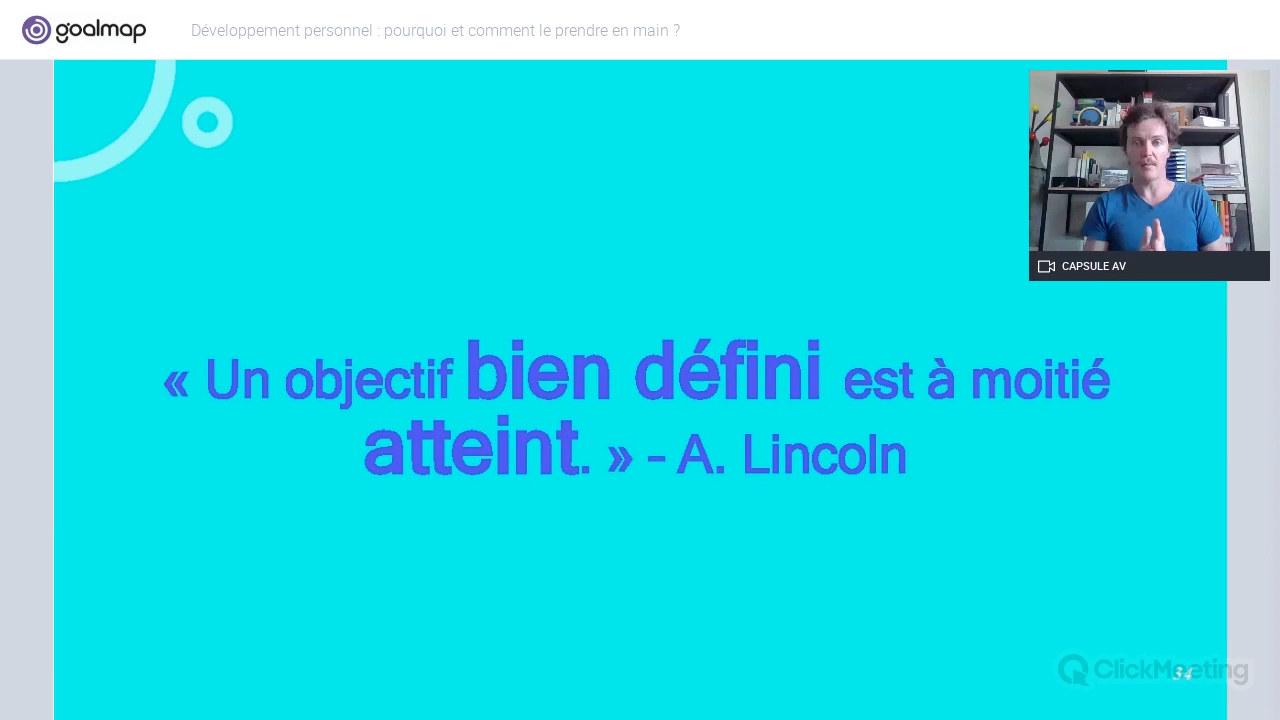 goalmap
Développement personnel : pourquoi et comment le prendre en main ?
CAPSULE AV
« Un objectif bien défini est à moitié
atteint. » - A. Lincoln
ClickMeeting